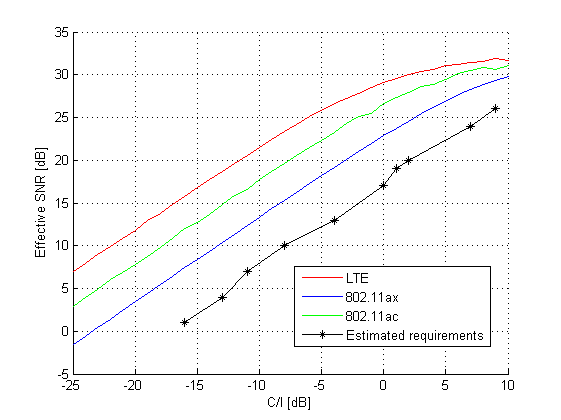 35
30
25
20
15
10
5
0
-5
Effective SNR [dB]
-25 -20 -15 -10 -5 0 5 10
C/I [dB]
LTE
802.11ax
802.11ac
Estimated requirements